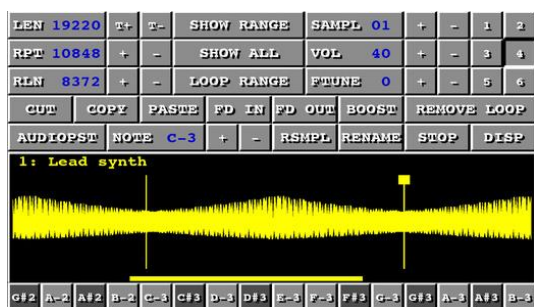 LEN 19220 T+ T- SHOW RANGE SAMPL 01 + - 1 2
RPT 10848 + - SHOW ALL VOL 40 + - 3 4
RLN 8372 + - LOOP RANGE FTUNE 0 + - 5 6
CUT COPY PASTE FD IN FD OUT BOOST REMOVE LOOP
AUDIOPST NOTE C-3 + - RSMPL RENAME STOP DISP
1: Lead synth
G#2 A-2 A#2 B-2 C-3 C#3 D-3 D#3 E-3 F-3 F#3 G-3 G#3 A-3 A#3 B-3